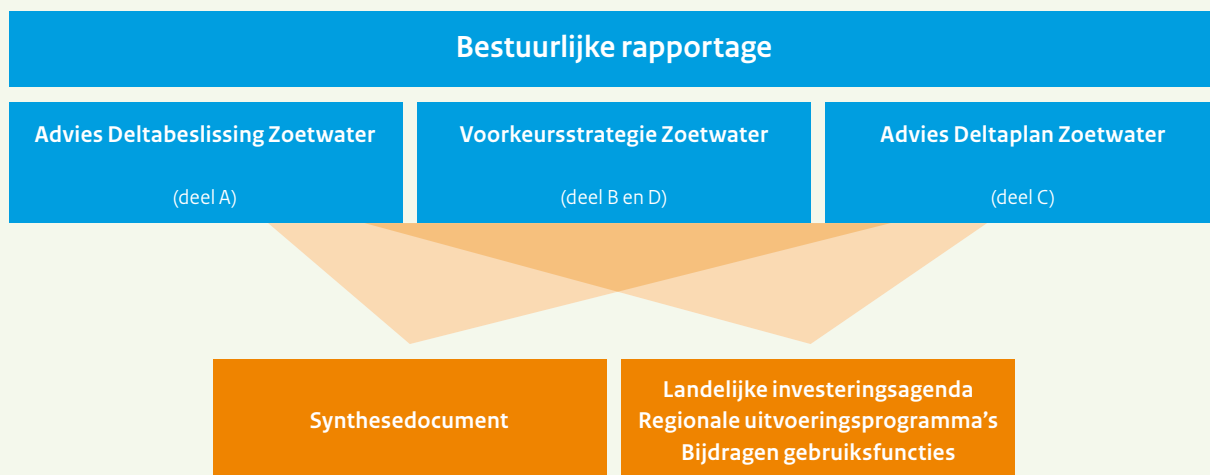 Bestuurlijke rapportage
Advies Deltabeslissing Zoetwater
(deel A)
Voorkeursstrategie Zoetwater
(deel B en D)
Advies Deltaplan Zoetwater
(deel C)
Synthesedocument
Landelijke investeringsagenda
Regionale uitvoeringsprogramma's
Bijdragen gebruiksfuncties